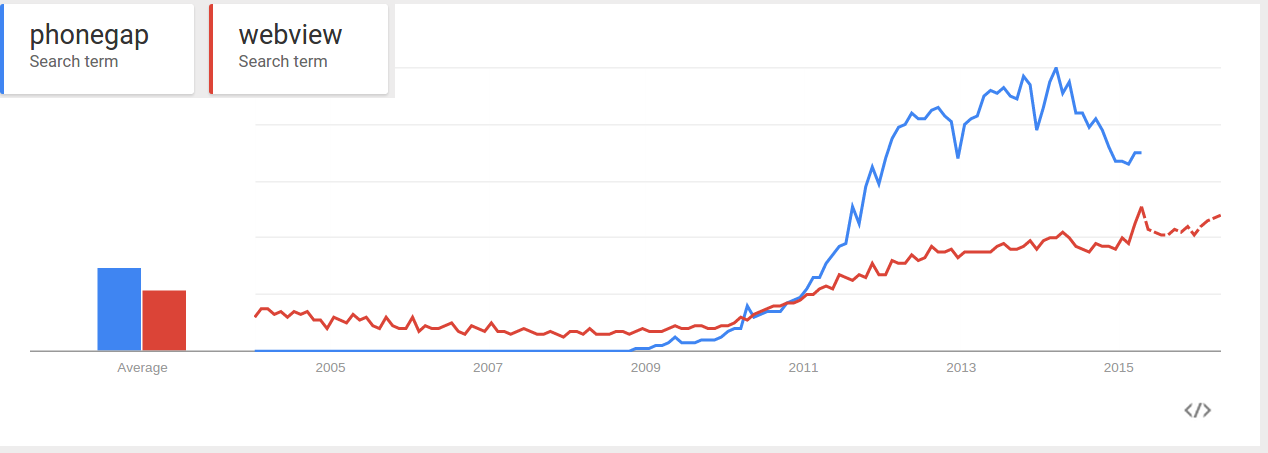 phonegap
Search term
webview
Search term
Average
2005
2007
2009
2011
2013
2015
</>